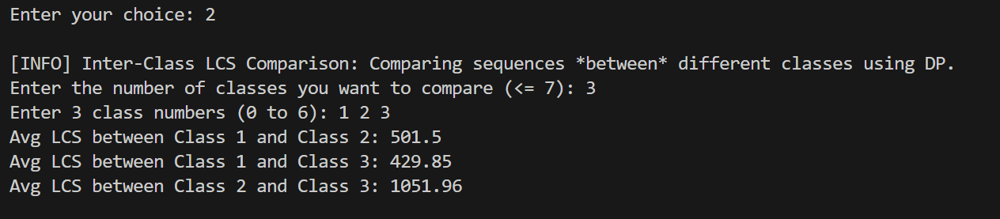 Enter your choice: 2
[INFO] Inter-Class LCS Comparison: Comparing sequences *between* different classes using DP.
Enter the number of classes you want to compare (<= 7): 3
Enter 3 class numbers (0 to 6): 1 2 3
Avg LCS between Class 1 and Class 2: 501.5
Avg LCS between Class 1 and Class 3: 429.85
Avg LCS between Class 2 and Class 3: 1051.96